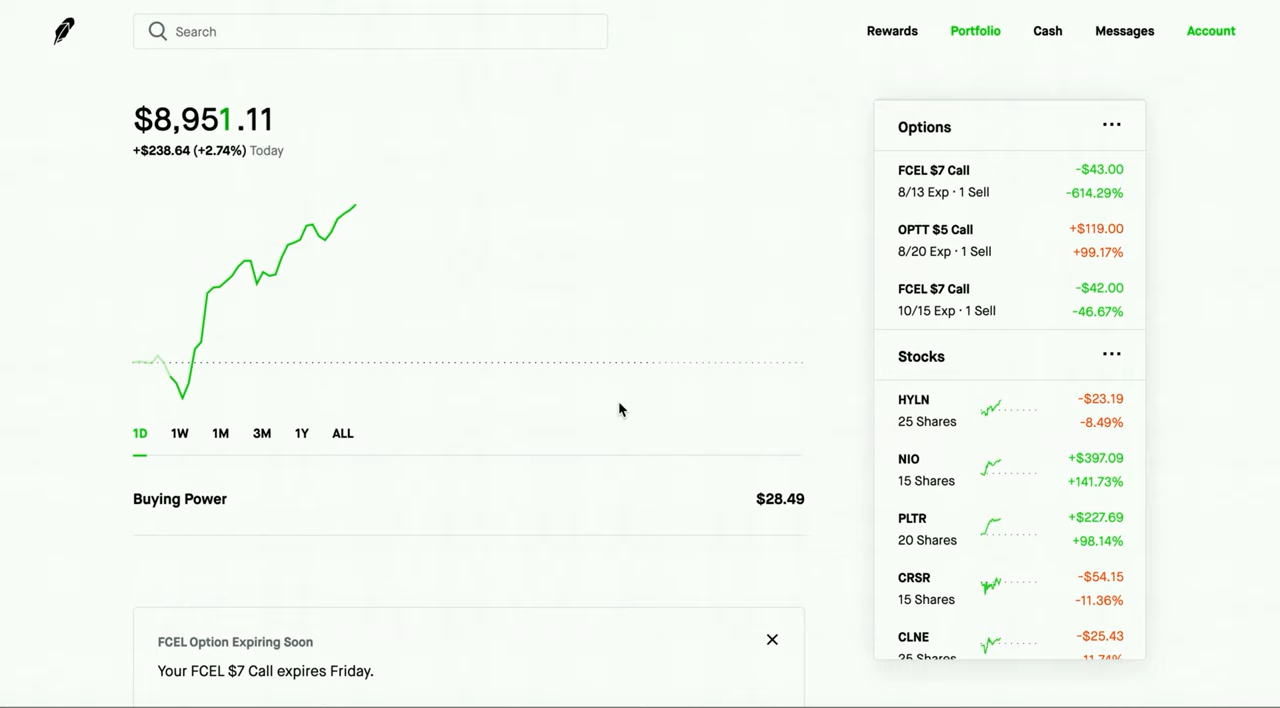 Search
Rewards Portfolio Cash Messages Account
$8,951.11
+$238.64 (+2.74%) Today
1D 1W 1M 3M 1Y ALL
Buying Power $28.49
FCEL Option Expiring Soon
Your FCEL $7 Call expires Friday.
Options
FCEL $7 Call -$43.00
8/13 Exp · 1 Sell -614.29%
OPTT $5 Call +$119.00
8/20 Exp · 1 Sell +99.17%
FCEL $7 Call -$42.00
10/15 Exp · 1 Sell -46.67%
Stocks
HYLN -$23.19
25 Shares -8.49%
NIO +$397.09
15 Shares +141.73%
PLTR +$227.69
20 Shares +98.14%
CRSR -$54.15
15 Shares -11.36%
CLNE -$25.43
25 Shares -11.74%